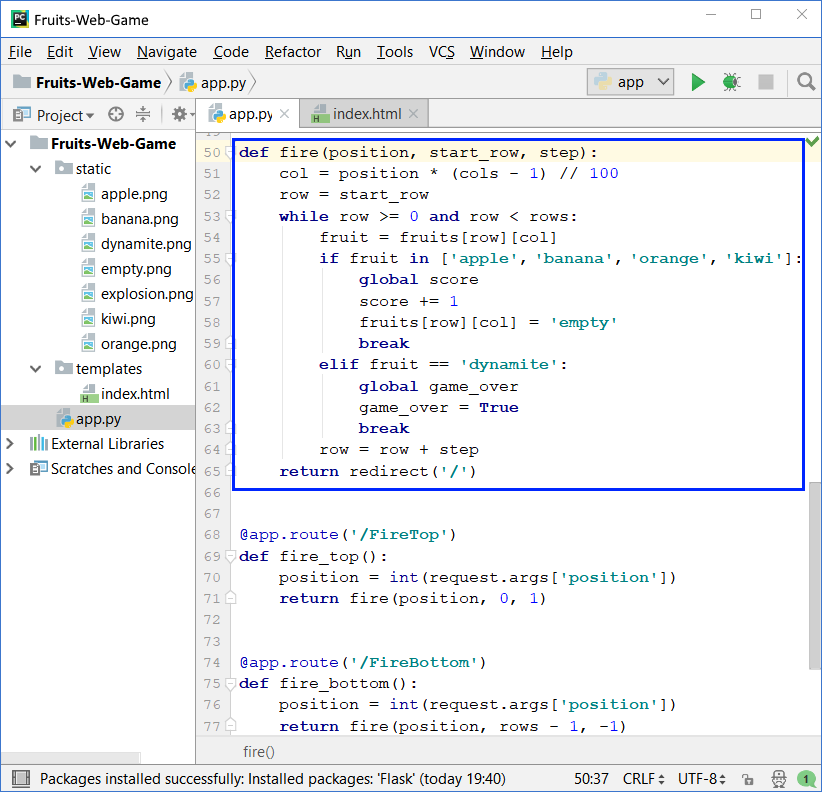 PC Fruits-Web-Game
File Edit View Navigate Code Refactor Run Tools VCS Window Help
Fruits-Web-Game app.py app
Project app.py index.html
Fruits-Web-Game
static
apple.png
banana.png
dynamite.png
empty.png
explosion.png
kiwi.png
orange.png
templates
H index.html
app.py
External Libraries
Scratches and Console
50 def fire(position, start_row, step):
51 col = position * (cols - 1) // 100
52 row = start_row
53 while row >= 0 and row < rows:
54 fruit = fruits[row][col]
55 if fruit in ['apple', 'banana', 'orange', 'kiwi']:
56 global score
57 score += 1
58 fruits[row][col] = 'empty'
59 break
60 elif fruit == 'dynamite':
61 global game_over
62 game_over = True
63 break
64 row = row + step
65 return redirect('/')
66
67
68 @app.route('/FireTop')
69 def fire_top():
70 position = int(request.args['position'])
71 return fire(position, 0, 1)
72
73
74 @app.route('/FireBottom')
75 def fire_bottom():
76 position = int(request.args['position'])
77 return fire(position, rows - 1, -1)
fire()
Packages installed successfully: Installed packages: 'Flask' (today 19:40) 50:37 CRLF UTF-8 1